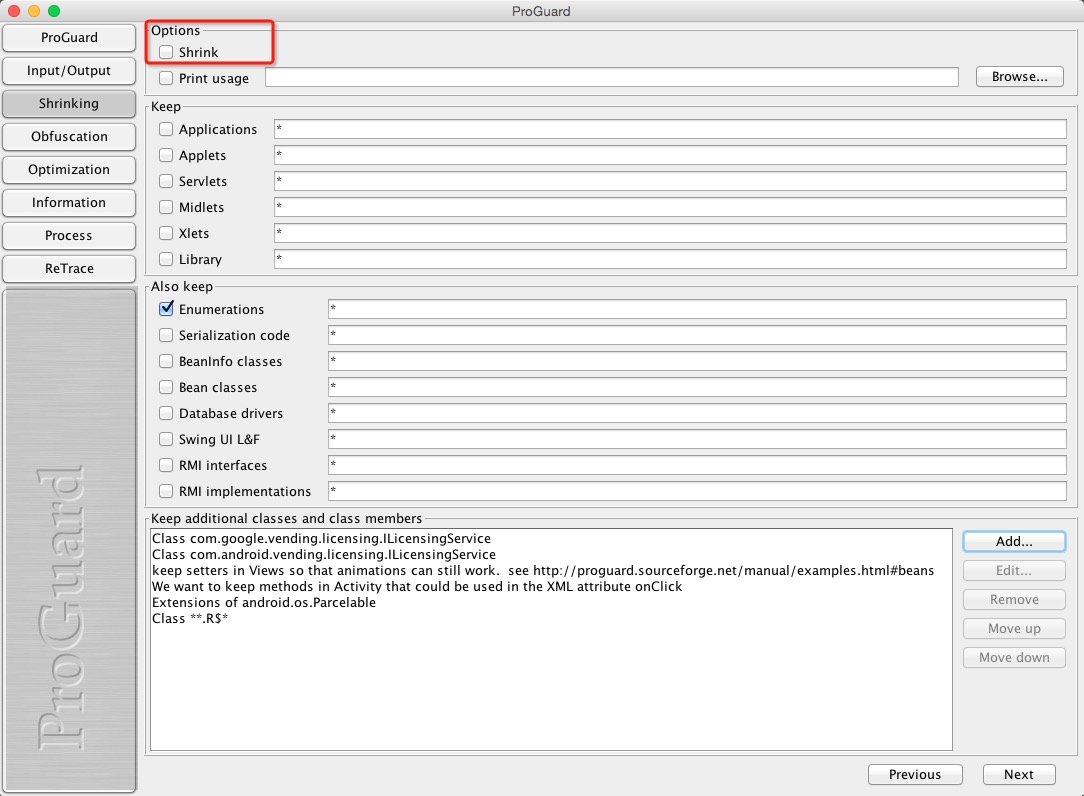 ProGuard
ProGuard
Input/Output
Shrinking
Obfuscation
Optimization
Information
Process
ReTrace
ProGuard
Options
Shrink
Print usage
Browse...
Keep
Applications *
Applets *
Servlets *
Midlets *
Xlets *
Library *
Also keep
Enumerations *
Serialization code *
BeanInfo classes *
Bean classes *
Database drivers *
Swing UI L&F *
RMI interfaces *
RMI implementations *
Keep additional classes and class members
Class com.google.vending.licensing.ILicensingService
Class com.android.vending.licensing.ILicensingService
keep setters in Views so that animations can still work.  see http://proguard.sourceforge.net/manual/examples.html#beans
We want to keep methods in Activity that could be used in the XML attribute onClick
Extensions of android.os.Parcelable
Class **.R$*
Add...
Edit...
Remove
Move up
Move down
Previous
Next